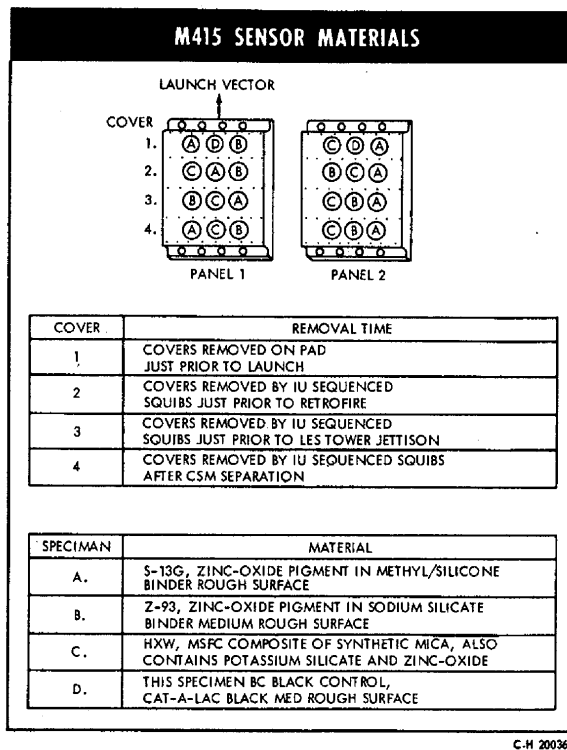 M415 SENSOR MATERIALS
LAUNCH VECTOR
COVER
1. A D B C D A
2. C A B B C A
3. B C A C B A
4. A C B C B A
PANEL 1 PANEL 2
COVER REMOVAL TIME
1 COVERS REMOVED ON PAD
JUST PRIOR TO LAUNCH
2 COVERS REMOVED BY IU SEQUENCED
SQUIBS JUST PRIOR TO RETROFIRE
3 COVERS REMOVED BY IU SEQUENCED
SQUIBS JUST PRIOR TO LES TOWER JETTISON
4 COVERS REMOVED BY IU SEQUENCED SQUIBS
AFTER CSM SEPARATION
SPECIMAN MATERIAL
A. S-13G, ZINC-OXIDE PIGMENT IN METHYL/SILICONE
BINDER ROUGH SURFACE
B. Z-93, ZINC-OXIDE PIGMENT IN SODIUM SILICATE
BINDER MEDIUM ROUGH SURFACE
C. HXW, MSFC COMPOSITE OF SYNTHETIC MICA, ALSO
CONTAINS POTASSIUM SILICATE AND ZINC-OXIDE
D. THIS SPECIMEN BC BLACK CONTROL,
CAT-A-LAC BLACK MED ROUGH SURFACE
C-H 20036